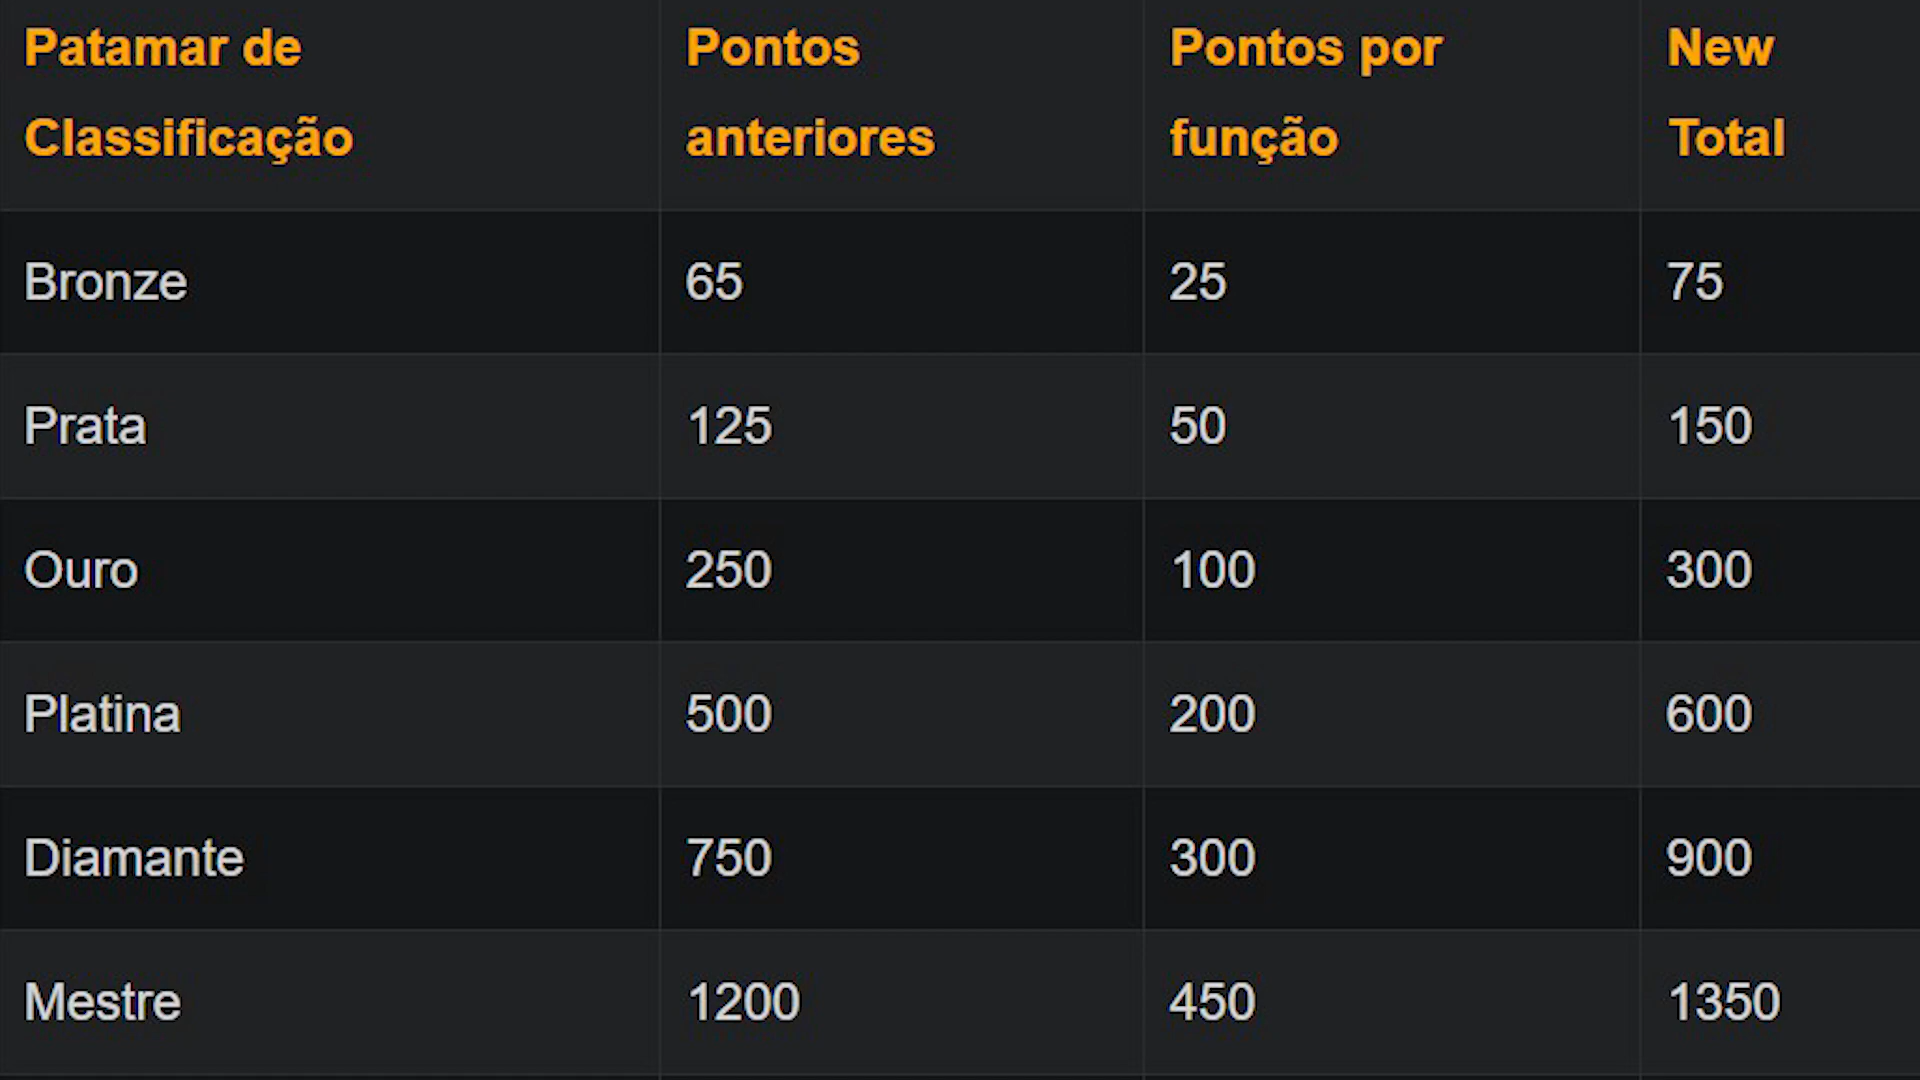 Patamar de Classificação Pontos anteriores Pontos por função New Total
Bronze 65 25 75
Prata 125 50 150
Ouro 250 100 300
Platina 500 200 600
Diamante 750 300 900
Mestre 1200 450 1350